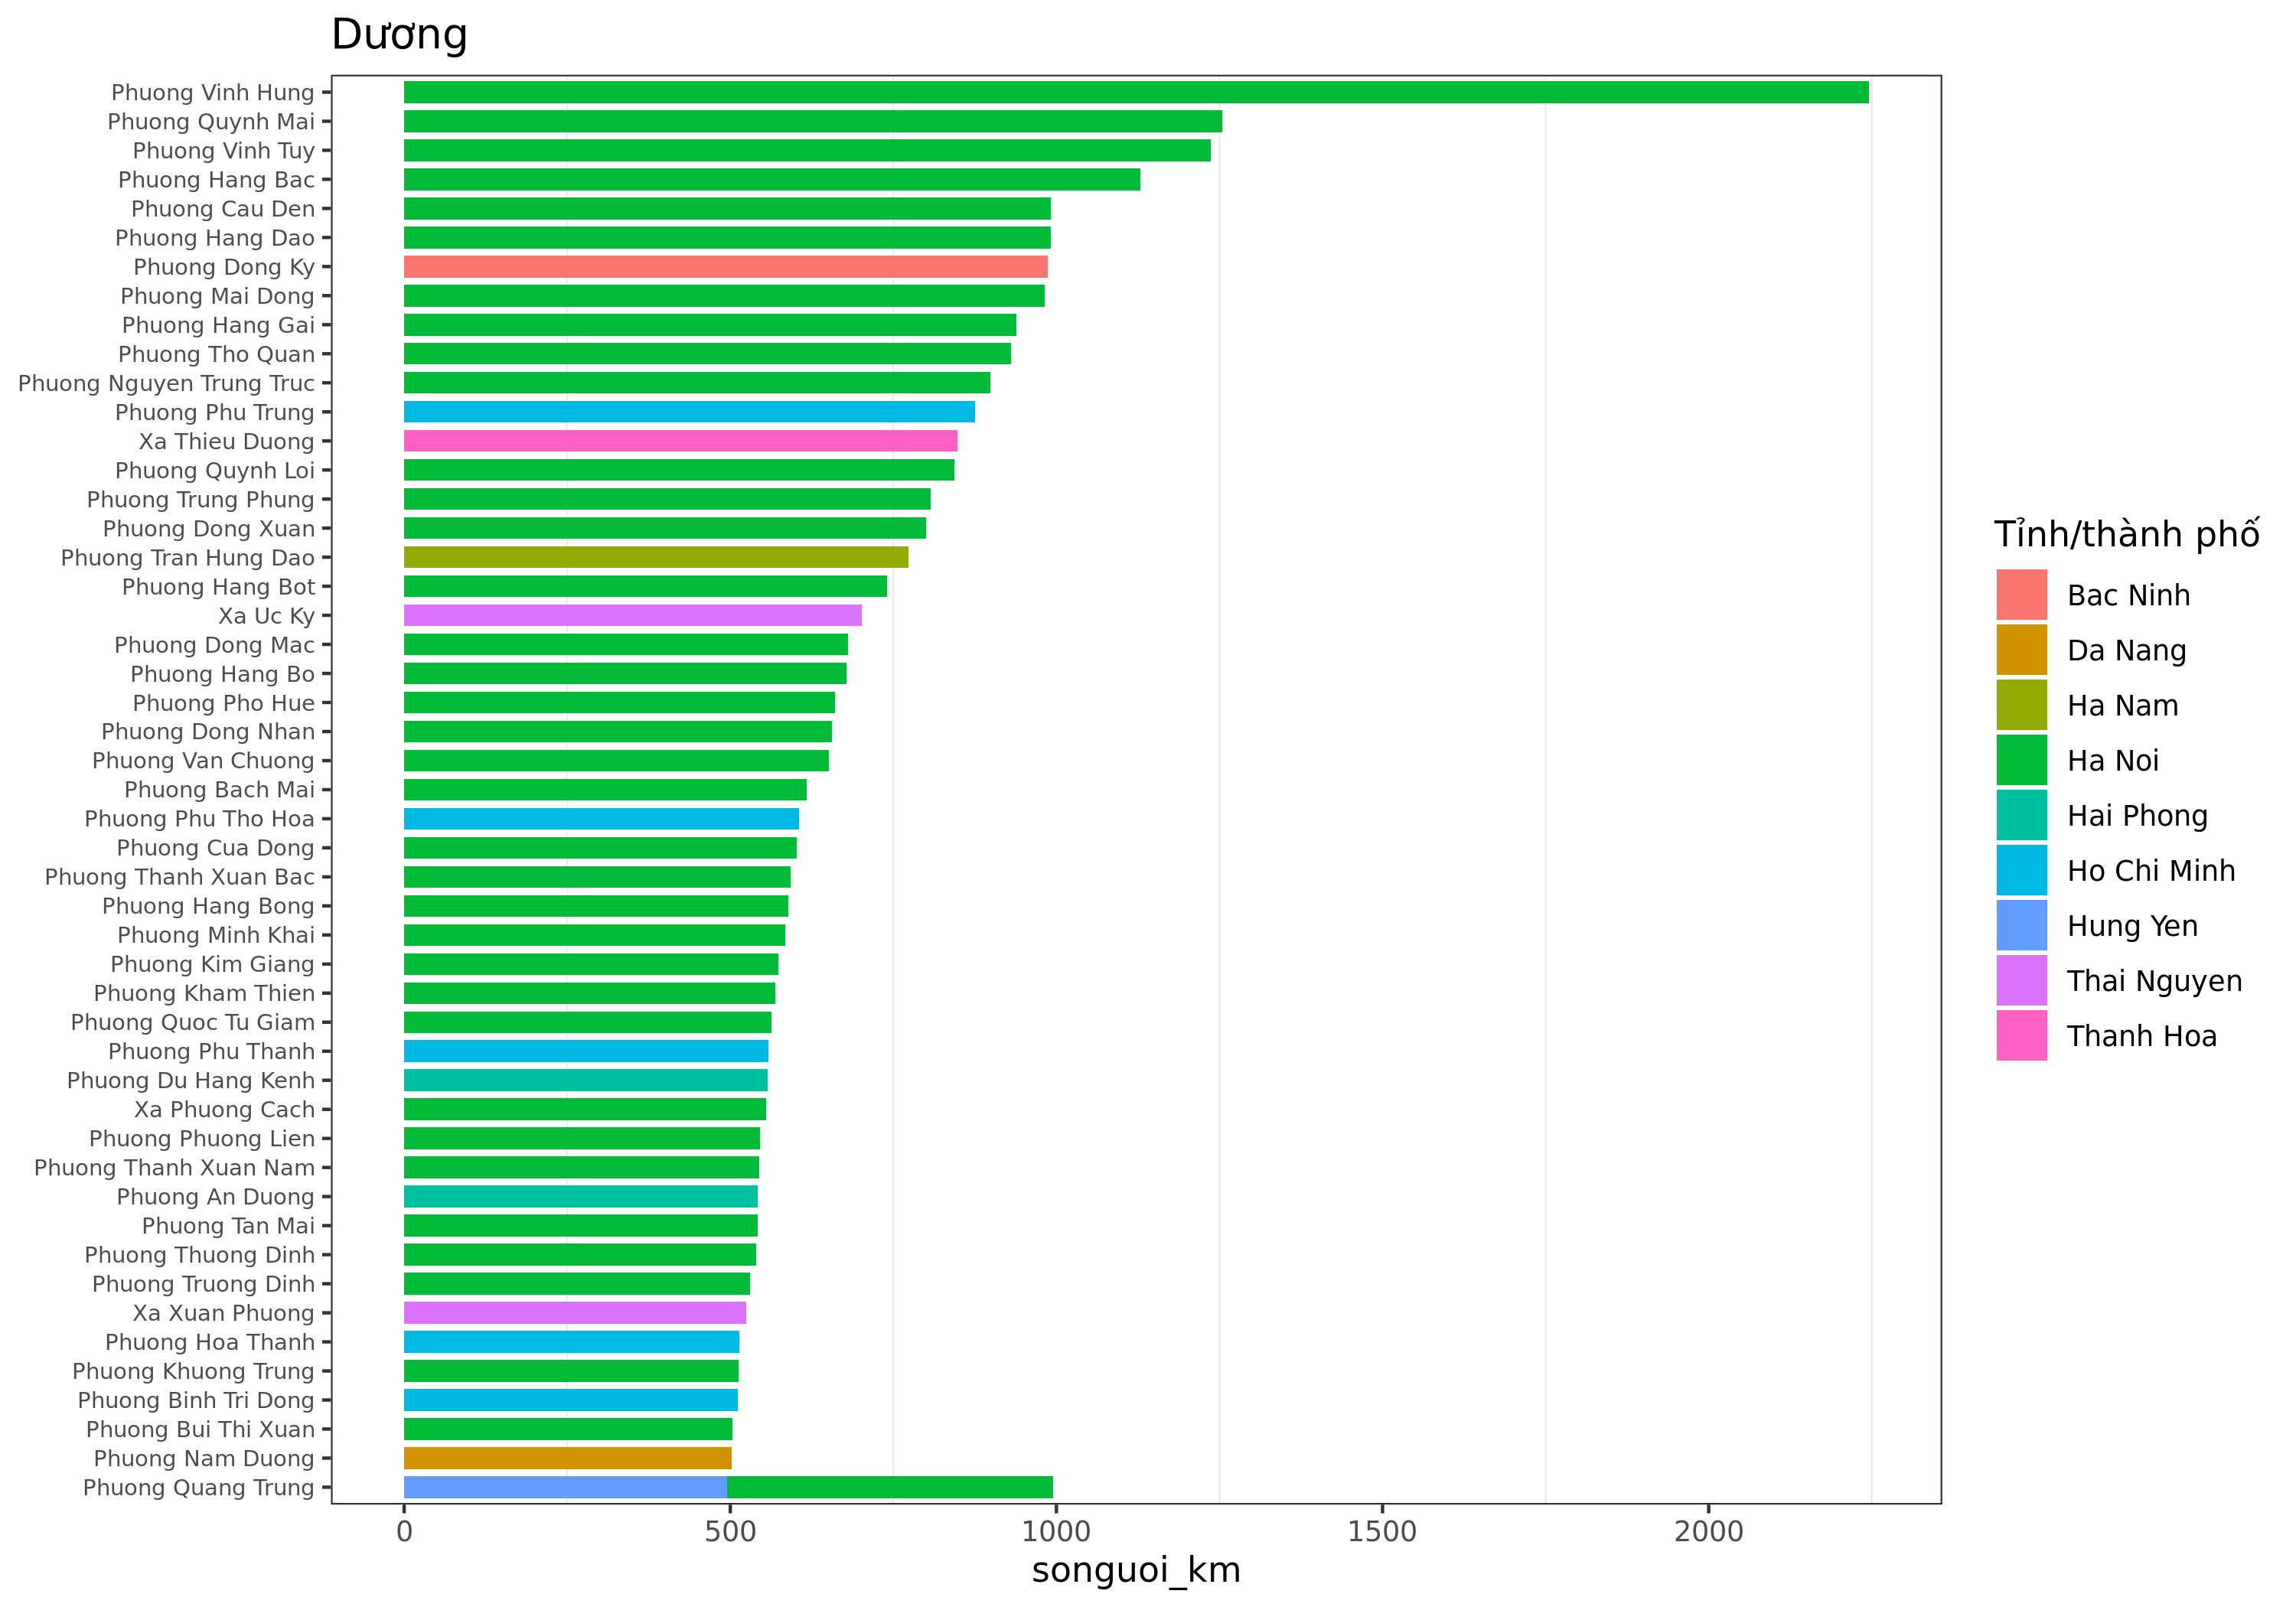 Dương
Phuong Vinh Hung
Phuong Quynh Mai
Phuong Vinh Tuy
Phuong Hang Bac
Phuong Cau Den
Phuong Hang Dao
Phuong Dong Ky
Phuong Mai Dong
Phuong Hang Gai
Phuong Tho Quan
Phuong Nguyen Trung Truc
Phuong Phu Trung
Xa Thieu Duong
Phuong Quynh Loi
Phuong Trung Phung
Phuong Dong Xuan
Phuong Tran Hung Dao
Phuong Hang Bot
Xa Uc Ky
Phuong Dong Mac
Phuong Hang Bo
Phuong Pho Hue
Phuong Dong Nhan
Phuong Van Chuong
Phuong Bach Mai
Phuong Phu Tho Hoa
Phuong Cua Dong
Phuong Thanh Xuan Bac
Phuong Hang Bong
Phuong Minh Khai
Phuong Kim Giang
Phuong Kham Thien
Phuong Quoc Tu Giam
Phuong Phu Thanh
Phuong Du Hang Kenh
Xa Phuong Cach
Phuong Phuong Lien
Phuong Thanh Xuan Nam
Phuong An Duong
Phuong Tan Mai
Phuong Thuong Dinh
Phuong Truong Dinh
Xa Xuan Phuong
Phuong Hoa Thanh
Phuong Khuong Trung
Phuong Binh Tri Dong
Phuong Bui Thi Xuan
Phuong Nam Duong
Phuong Quang Trung
0 500 1000 1500 2000
songuoi_km
Tỉnh/thành phố
Bac Ninh
Da Nang
Ha Nam
Ha Noi
Hai Phong
Ho Chi Minh
Hung Yen
Thai Nguyen
Thanh Hoa